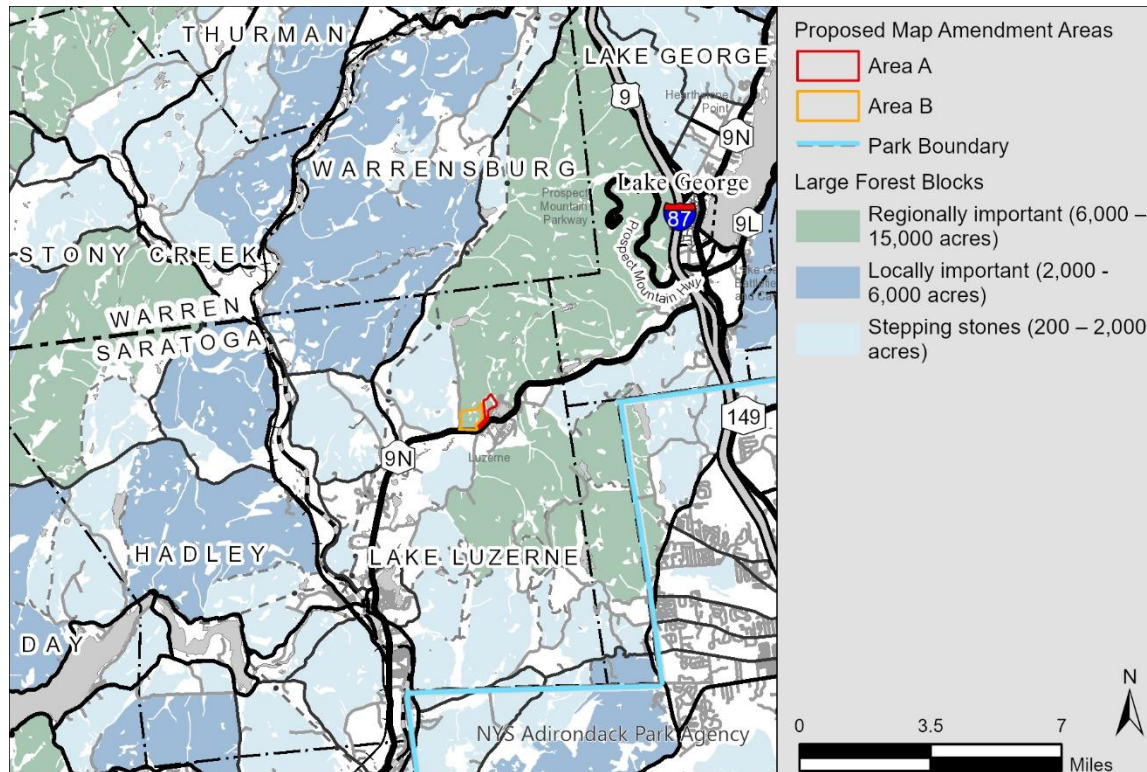 THURMAN
LAKE GEORGE
9
Hearthstone
Point
9N
WARRENSBURG
Prospect
Mountain
Parkway
Lake George
87
9L
Prospect Mountain Hwy
STONY CREEK
WARREN
SARATOGA
149
9N
Luzerne
HADLEY
LAKE LUZERNE
DAY
NYS Adirondack Park Agency
Proposed Map Amendment Areas
Area A
Area B
Park Boundary
Large Forest Blocks
Regionally important (6,000 –
15,000 acres)
Locally important (2,000 -
6,000 acres)
Stepping stones (200 – 2,000
acres)
N
0 3.5 7
Miles